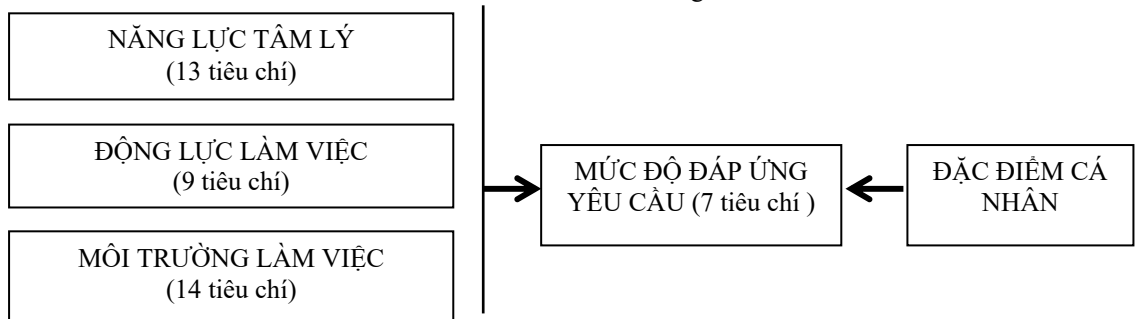 NĂNG LỰC TÂM LÝ
(13 tiêu chí)
ĐỘNG LỰC LÀM VIỆC
(9 tiêu chí)
MÔI TRƯỜNG LÀM VIỆC
(14 tiêu chí)
MỨC ĐỘ ĐÁP ỨNG
YÊU CẦU (7 tiêu chí )
ĐẶC ĐIỂM CÁ
NHÂN